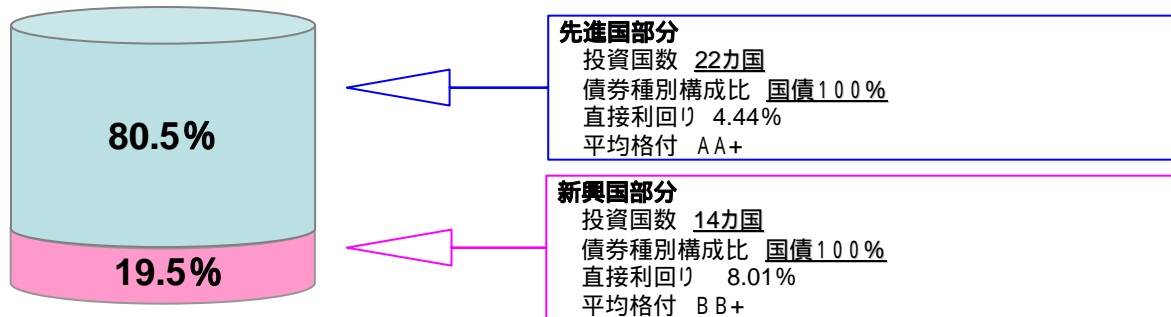 80.5%
19.5%
先進国部分
投資国数 22カ国
債券種別構成比 国債100%
直接利回り 4.44%
平均格付 AA+
新興国部分
投資国数 14カ国
債券種別構成比 国債100%
直接利回り 8.01%
平均格付 BB+